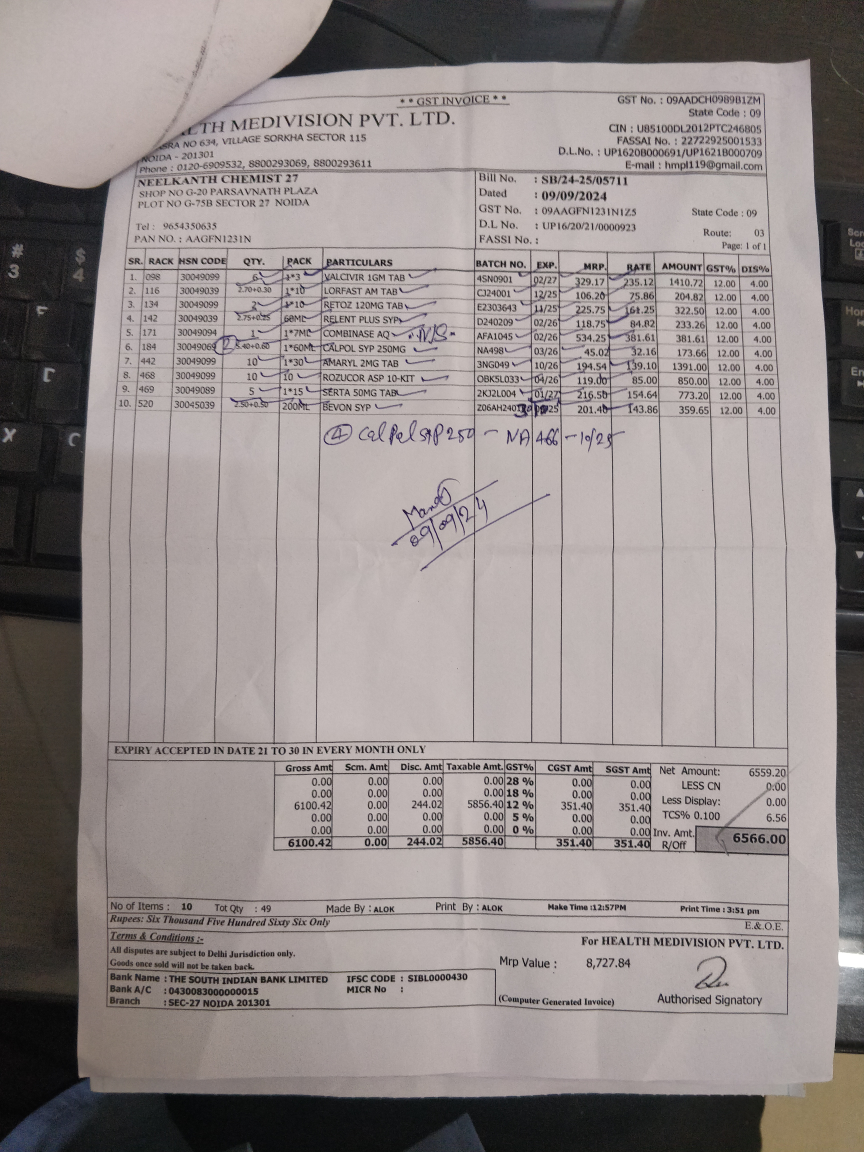 * * GST INVOICE * *
GST No. : 09AADCH0989B1ZM
State Code : 09
LTH MEDIVISION PVT. LTD.
CIN : U85100DL2012PTC246805
SRA NO 634, VILLAGE SORKHA SECTOR 115
FASSAI No. : 22722925001533
NOIDA - 201301
D.L.No. : UP1620B000691/UP1621B000709
Phone : 0120-6909532, 8800293069, 8800293611
E-mail : hmpl119@gmail.com
NEELKANTH CHEMIST 27
SHOP NO G-20 PARSAVNATH PLAZA
PLOT NO G-75B SECTOR 27 NOIDA
Tel : 9654350635
PAN NO. : AAGFN1231N
Bill No. : SB/24-25/05711
Dated : 09/09/2024
GST No. : 09AAGFN1231N1Z5 State Code : 09
D.L No. : UP16/20/21/0000923
Route: 03
FASSI No. :
Page: 1 of 1
SR. RACK HSN CODE QTY. PACK PARTICULARS BATCH NO. EXP. MRP. RATE AMOUNT GST% DIS%
1. 098 30049099 6 1*3 VALCIVIR 1GM TAB 4SN0901 02/27 329.17 235.12 1410.72 12.00 4.00
2. 116 30049039 2.70+0.30 1*10 LORFAST AM TAB CJ24001 12/25 106.20 75.86 204.82 12.00 4.00
3. 134 30049099 2 1*10 RETOZ 120MG TAB E2303643 11/26 225.75 161.25 322.50 12.00 4.00
4. 142 30049039 2.75+0.25 60ML RELENT PLUS SYP D240209 02/26 118.75 84.82 233.26 12.00 4.00
5. 171 30049094 1 1*7ML COMBINASE AQ N/S AFA1045 02/26 534.25 381.61 381.61 12.00 4.00
6. 184 30049069 5.40+0.60 1*60ML CALPOL SYP 250MG NA498 03/26 45.02 32.16 173.66 12.00 4.00
7. 442 30049099 10 1*30 AMARYL 2MG TAB 3NG049 10/26 194.54 139.10 1391.00 12.00 4.00
8. 468 30049099 10 10 ROZUCOR ASP 10-KIT OBK5L033 04/26 119.00 85.00 850.00 12.00 4.00
9. 469 30049089 5 1*15 SERTA 50MG TAB 2KJ2L004 01/27 216.50 154.64 773.20 12.00 4.00
10. 520 30045039 2.50+0.50 200ML BEVON SYP 201.40 143.86 359.65 12.00 4.00
④ Calpol syp 250 - NA 466 - 10/25
09/09/24
EXPIRY ACCEPTED IN DATE 21 TO 30 IN EVERY MONTH ONLY
Gross Amt Scm. Amt Disc. Amt Taxable Amt. GST% CGST Amt SGST Amt
0.00 0.00 0.00 0.00 28 % 0.00 0.00
0.00 0.00 0.00 0.00 18 % 0.00 0.00
6100.42 0.00 244.02 5856.40 12 % 351.40 351.40
0.00 0.00 0.00 0.00 5 % 0.00 0.00
0.00 0.00 0.00 0.00 0 % 0.00 0.00
6100.42 0.00 244.02 5856.40 351.40 351.40
Net Amount: 6559.20
LESS CN 0.00
Less Display: 0.00
TCS% 0.100 6.56
Inv. Amt. 6566.00
R/Off
No of Items : 10 Tot Qty : 49 Made By : ALOK Print By : ALOK Make Time :12:57PM Print Time : 3:51 pm
Rupees: Six Thousand Five Hundred Sixty Six Only
E.& O.E.
Terms & Conditions :-
All disputes are subject to Delhi Jurisdiction only.
Goods once sold will not be taken back.
For HEALTH MEDIVISION PVT. LTD.
Mrp Value : 8,727.84
Bank Name : THE SOUTH INDIAN BANK LIMITED IFSC CODE : SIBL0000430
Bank A/C : 0430083000000015 MICR No :
Branch : SEC-27 NOIDA 201301
(Computer Generated Invoice)
Authorised Signatory